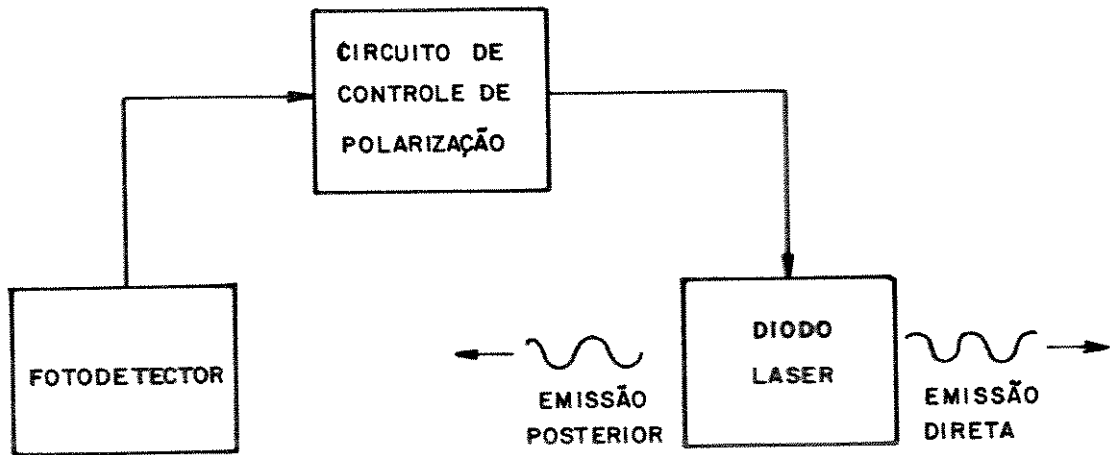 CIRCUITO DE
CONTROLE DE
POLARIZAÇÃO
FOTODETECTOR
EMISSÃO
POSTERIOR
DIODO
LASER
EMISSÃO
DIRETA